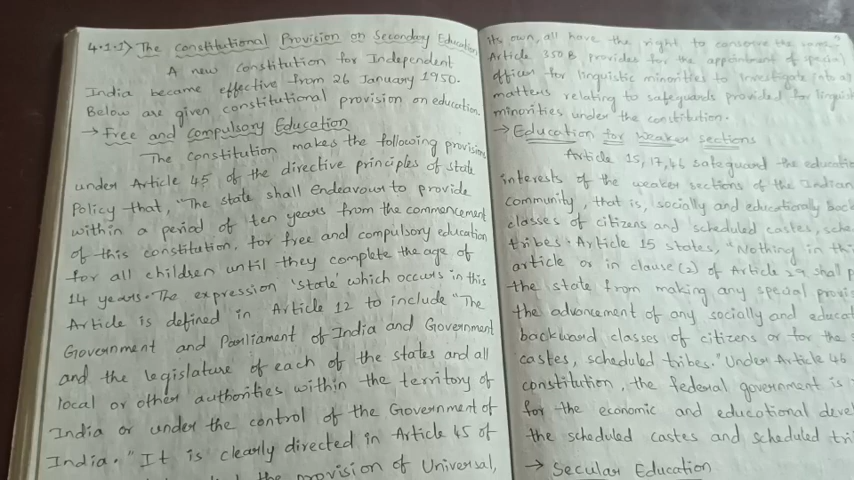 4.1.1) The Constitutional Provision on Secondary Education
A new Constitution for Independent
India became effective from 26 January 1950.
Below are given constitutional provision on education.
→ Free and Compulsory Education
The Constitution makes the following provision
under Article 45 of the directive principles of state
Policy that, "The state shall Endeavour to provide
within a period of ten years from the commencement
of this constitution, for free and compulsory education
for all children until they complete the age of
14 years. The expression 'state' which occurs in this
Article is defined in Article 12 to include "The
Government and Parliament of India and Government
and the legislature of each of the states and all
local or other authorities within the territory of
India or under the control of the Government of
India." It is clearly directed in Article 45 of
the provision of Universal,
its own, all have the right to conserve the same.
Article 350 B, provides for the appointment of special
officer for linguistic minorities to investigate into all
matters relating to safeguards provided for linguist
minorities under the constitution.
→ Education for Weaker Sections
Article 15, 17, 46 safeguard the educatio
interests of the weaker sections of the Indian
community, that is, socially and educationally back
classes of citizens and scheduled castes, sche
tribes. Article 15 states, "Nothing in this
article or in clause (2) of Article 29 shall p
the state from making any special provis
the advancement of any socially and educat
backward classes of citizens or for the s
castes, scheduled tribes." Under Article 46
constitution, the federal government is
for the economic and educational deve
the scheduled castes and scheduled tri
→ Secular Education